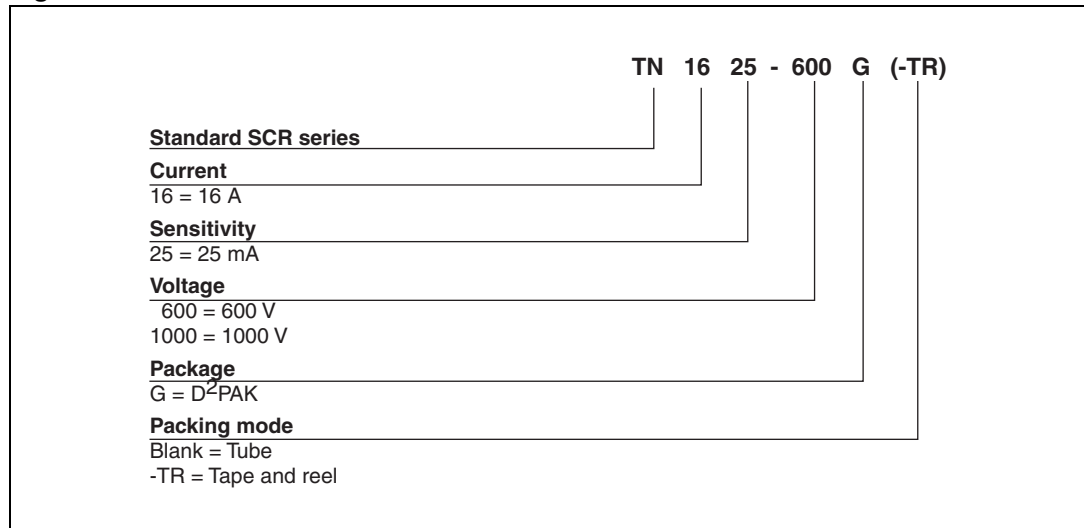 TN 16 25 - 600 G (-TR)
Standard SCR series
Current
16 = 16 A
Sensitivity
25 = 25 mA
Voltage
600 = 600 V
1000 = 1000 V
Package
G = D²PAK
Packing mode
Blank = Tube
-TR = Tape and reel